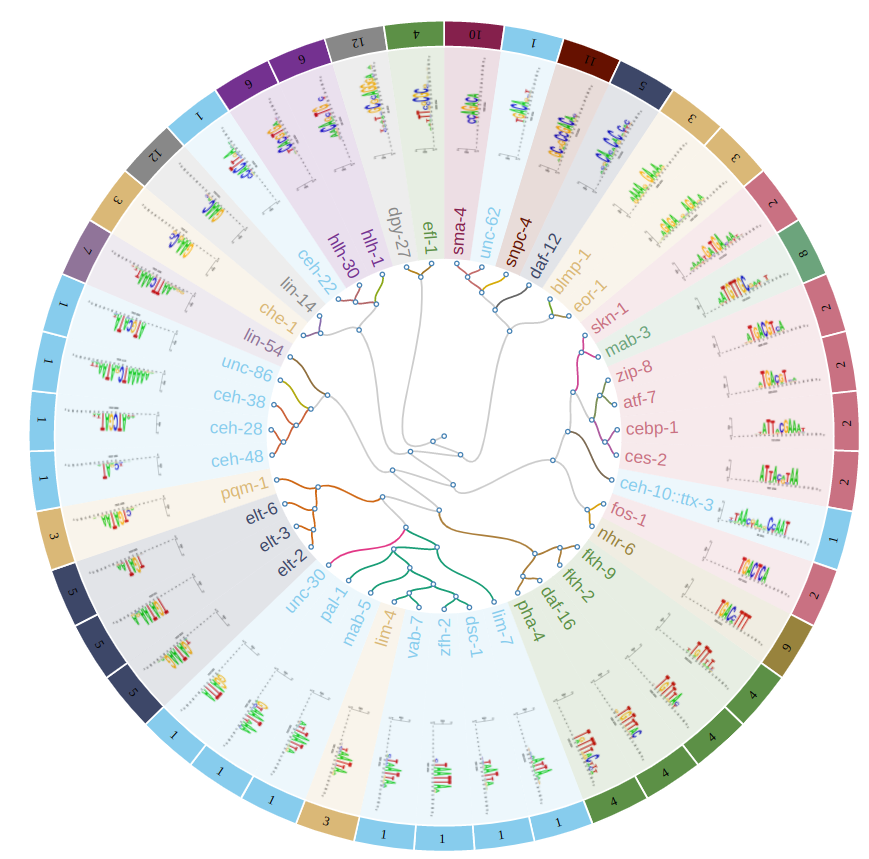 10
sma-4
1
unc-62
11
snpc-4
5
daf-12
3
blmp-1
3
eor-1
2
skn-1
8
mab-3
2
zip-8
2
atf-7
2
cebp-1
2
ces-2
1
ceh-10::ttx-3
2
fos-1
9
nhr-6
4
fkh-9
4
fkh-2
4
daf-16
4
pha-4
1
lim-7
1
dsc-1
1
zfh-2
1
vab-7
3
lim-4
1
mab-5
1
pal-1
1
unc-30
5
elt-2
5
elt-3
5
elt-6
3
pqm-1
1
ceh-48
1
ceh-28
1
ceh-38
1
unc-86
7
lin-54
3
che-1
12
lin-14
1
ceh-22
6
hlh-30
6
hlh-1
12
dpy-27
4
efl-1